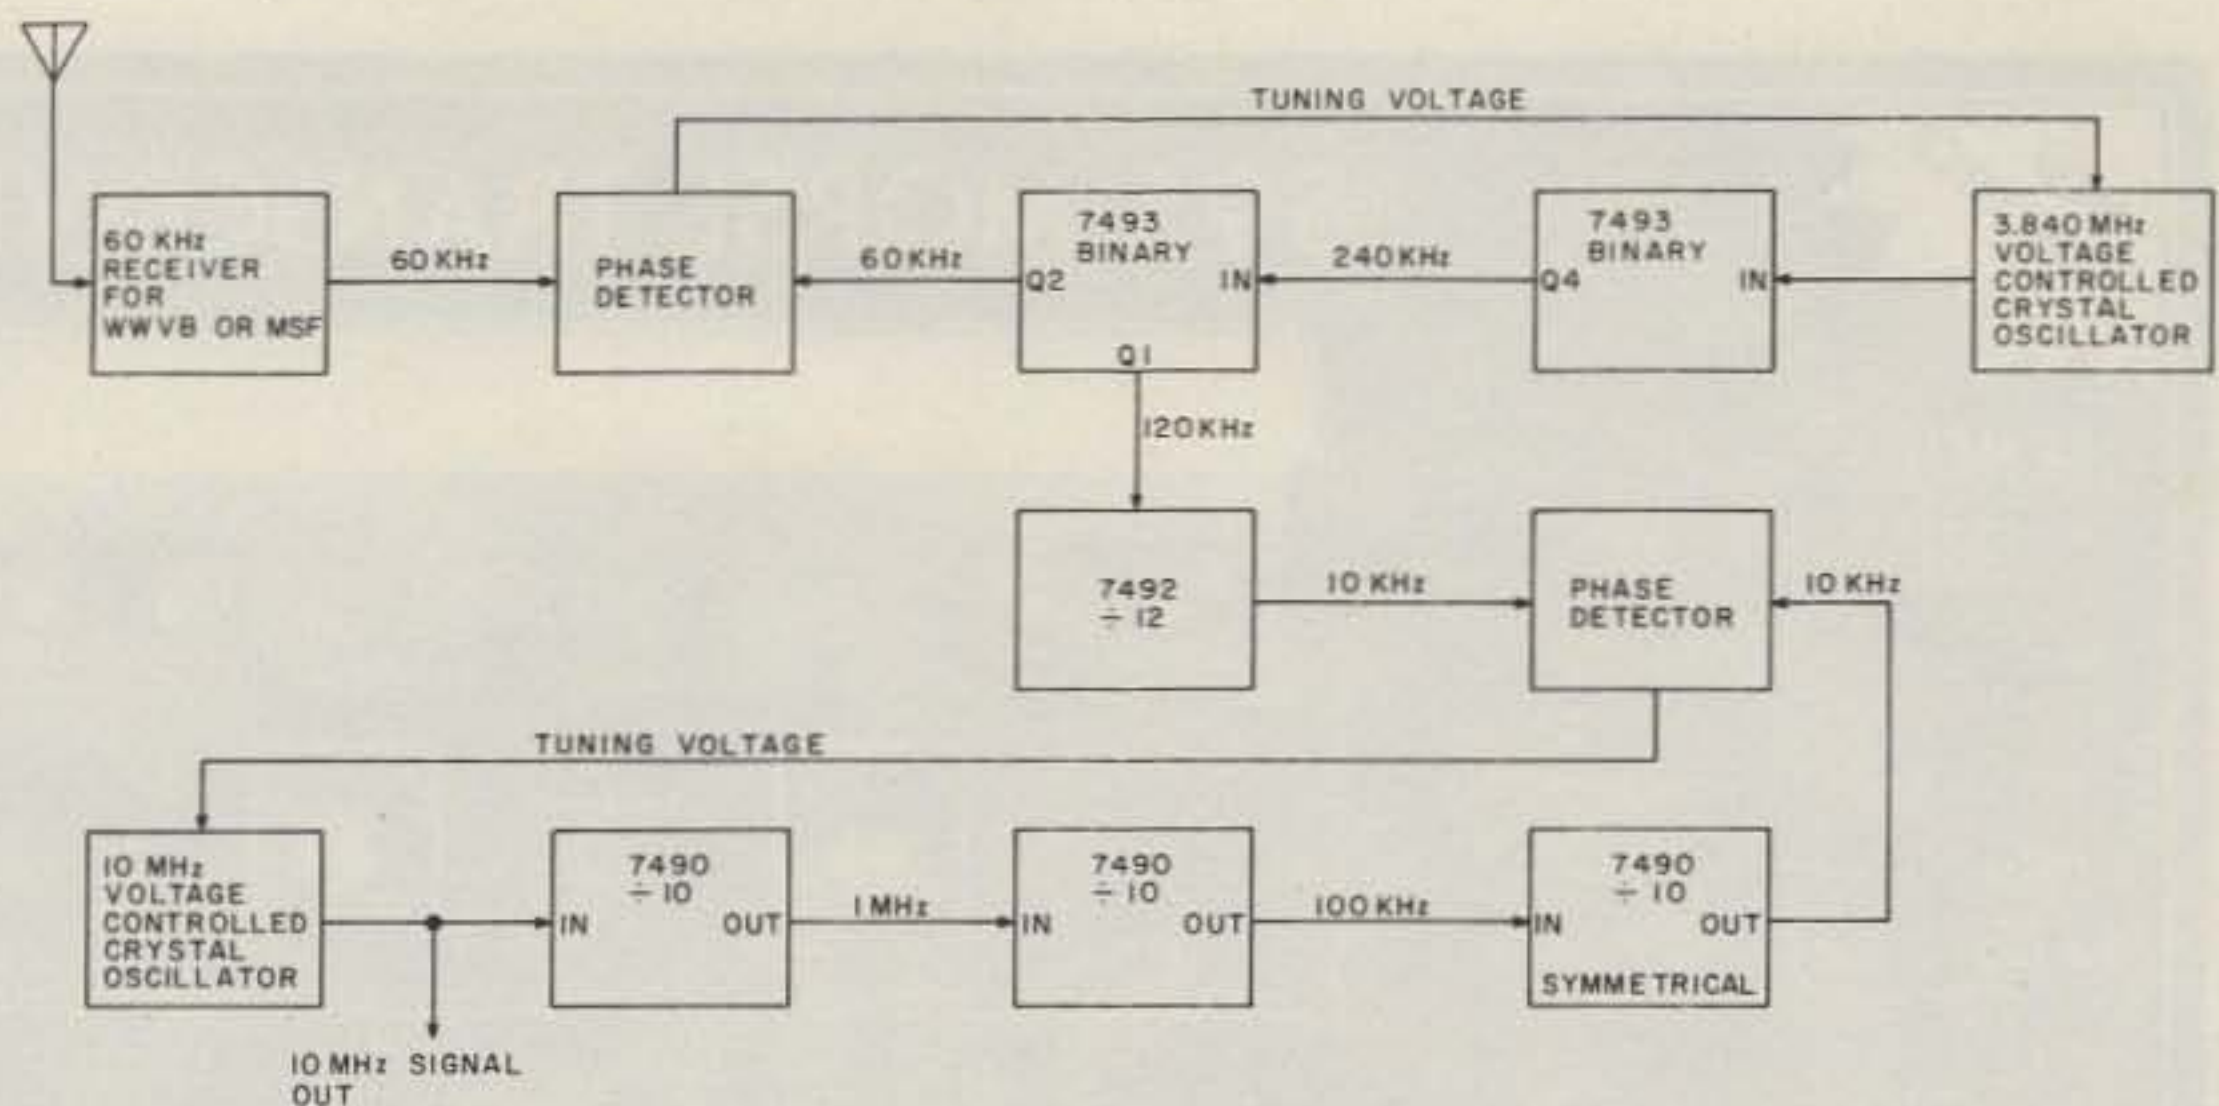 TUNING VOLTAGE
60 KHz
RECEIVER
FOR
WWVB OR MSF
60 KHz
PHASE
DETECTOR
60 KHz
7493
BINARY
Q2
IN
Q1
240 KHz
7493
BINARY
Q4
IN
3.840 MHz
VOLTAGE
CONTROLLED
CRYSTAL
OSCILLATOR
120 KHz
7492
÷ 12
10 KHz
PHASE
DETECTOR
10 KHz
TUNING VOLTAGE
10 MHz
VOLTAGE
CONTROLLED
CRYSTAL
OSCILLATOR
7490
÷ 10
IN
OUT
1 MHz
7490
÷ 10
IN
OUT
100 KHz
7490
÷ 10
IN
OUT
SYMMETRICAL
10 MHz SIGNAL
OUT